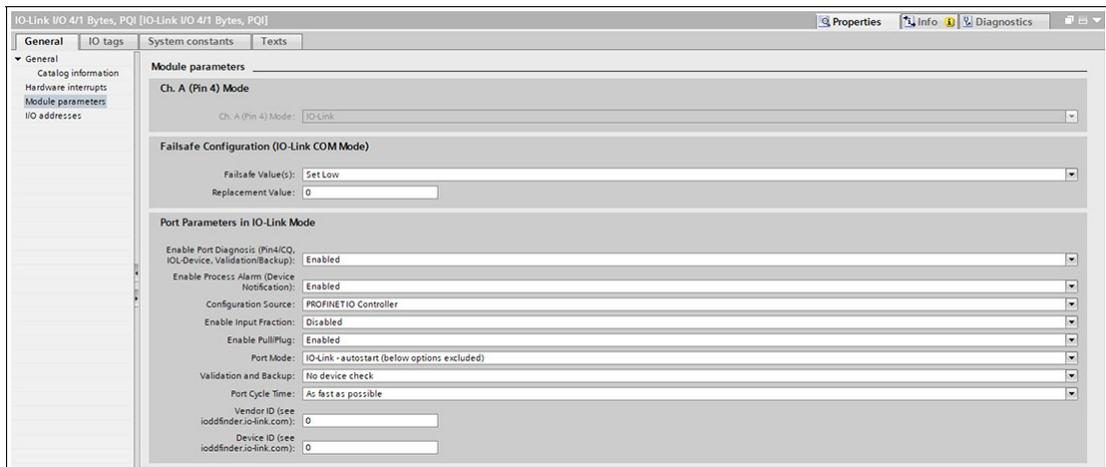 IO-Link I/O 4/1 Bytes, PQI [IO-Link I/O 4/1 Bytes, PQI]
Properties
Info
Diagnostics
General
IO tags
System constants
Texts
General
Catalog information
Hardware interrupts
Module parameters
I/O addresses
Module parameters
Ch. A (Pin 4) Mode
Ch. A (Pin 4) Mode: IO-Link
Failsafe Configuration (IO-Link COM Mode)
Failsafe Value(s): Set Low
Replacement Value: 0
Port Parameters in IO-Link Mode
Enable Port Diagnosis (Pin4/CQ,
IOL-Device, Validation/Backup): Enabled
Enable Process Alarm (Device
Notification): Enabled
Configuration Source: PROFINET IO Controller
Enable Input Fraction: Disabled
Enable Pull/Plug: Enabled
Port Mode: IO-Link - autostart (below options excluded)
Validation and Backup: No device check
Port Cycle Time: As fast as possible
Vendor ID (see
ioddfinder.io-link.com): 0
Device ID (see
ioddfinder.io-link.com): 0